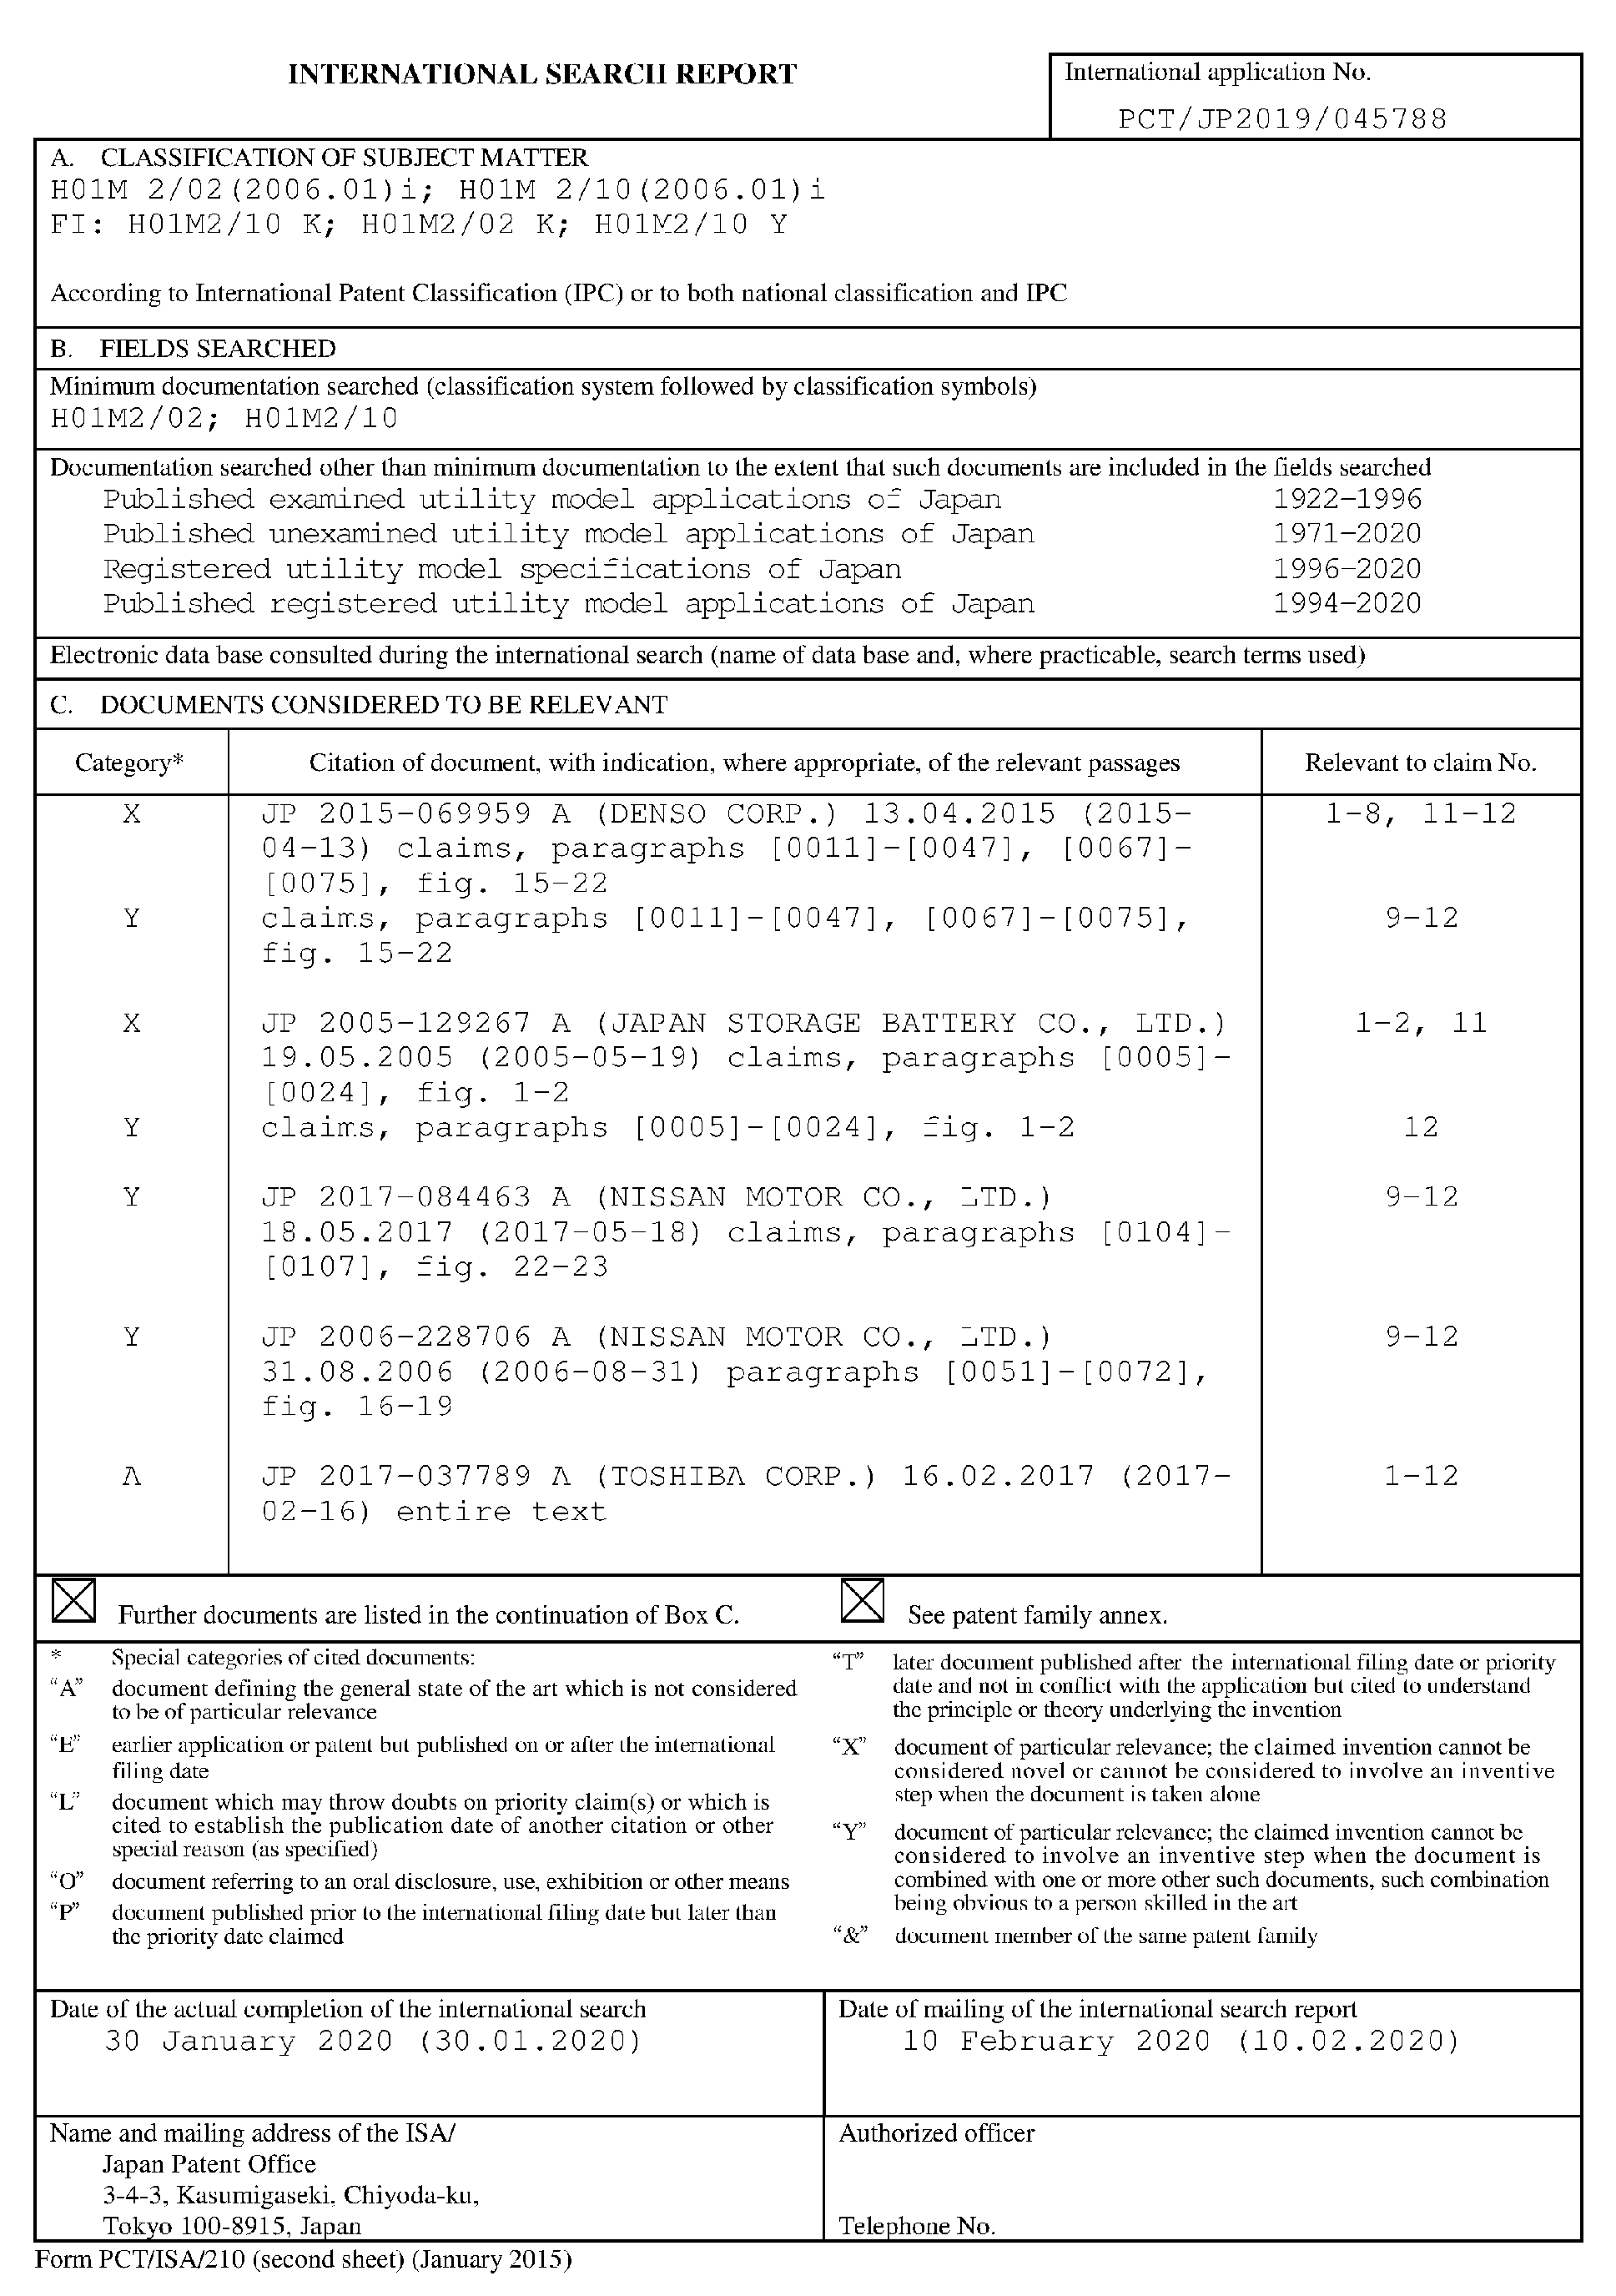 INTERNATIONAL SEARCH REPORT
International application No.
PCT/JP2019/045788
A. CLASSIFICATION OF SUBJECT MATTER
H01M 2/02(2006.01)i; H01M 2/10(2006.01)i
FI: H01M2/10 K; H01M2/02 K; H01M2/10 Y
According to International Patent Classification (IPC) or to both national classification and IPC
B. FIELDS SEARCHED
Minimum documentation searched (classification system followed by classification symbols)
H01M2/02; H01M2/10
Documentation searched other than minimum documentation to the extent that such documents are included in the fields searched
Published examined utility model applications of Japan 1922-1996
Published unexamined utility model applications of Japan 1971-2020
Registered utility model specifications of Japan 1996-2020
Published registered utility model applications of Japan 1994-2020
Electronic data base consulted during the international search (name of data base and, where practicable, search terms used)
C. DOCUMENTS CONSIDERED TO BE RELEVANT
Category* Citation of document, with indication, where appropriate, of the relevant passages Relevant to claim No.
X JP 2015-069959 A (DENSO CORP.) 13.04.2015 (2015- 1-8, 11-12
04-13) claims, paragraphs [0011]-[0047], [0067]-
[0075], fig. 15-22
Y claims, paragraphs [0011]-[0047], [0067]-[0075], 9-12
fig. 15-22
X JP 2005-129267 A (JAPAN STORAGE BATTERY CO., LTD.) 1-2, 11
19.05.2005 (2005-05-19) claims, paragraphs [0005]-
[0024], fig. 1-2
Y claims, paragraphs [0005]-[0024], fig. 1-2 12
Y JP 2017-084463 A (NISSAN MOTOR CO., LTD.) 9-12
18.05.2017 (2017-05-18) claims, paragraphs [0104]-
[0107], fig. 22-23
Y JP 2006-228706 A (NISSAN MOTOR CO., LTD.) 9-12
31.08.2006 (2006-08-31) paragraphs [0051]-[0072],
fig. 16-19
A JP 2017-037789 A (TOSHIBA CORP.) 16.02.2017 (2017- 1-12
02-16) entire text
Further documents are listed in the continuation of Box C.
See patent family annex.
* Special categories of cited documents:
“A” document defining the general state of the art which is not considered
to be of particular relevance
“E” earlier application or patent but published on or after the international
filing date
“L” document which may throw doubts on priority claim(s) or which is
cited to establish the publication date of another citation or other
special reason (as specified)
“O” document referring to an oral disclosure, use, exhibition or other means
“P” document published prior to the international filing date but later than
the priority date claimed
“T” later document published after the international filing date or priority
date and not in conflict with the application but cited to understand
the principle or theory underlying the invention
“X” document of particular relevance; the claimed invention cannot be
considered novel or cannot be considered to involve an inventive
step when the document is taken alone
“Y” document of particular relevance; the claimed invention cannot be
considered to involve an inventive step when the document is
combined with one or more other such documents, such combination
being obvious to a person skilled in the art
“&” document member of the same patent family
Date of the actual completion of the international search
30 January 2020 (30.01.2020)
Date of mailing of the international search report
10 February 2020 (10.02.2020)
Name and mailing address of the ISA/
Japan Patent Office
3-4-3, Kasumigaseki, Chiyoda-ku,
Tokyo 100-8915, Japan
Authorized officer
Telephone No.
Form PCT/ISA/210 (second sheet) (January 2015)